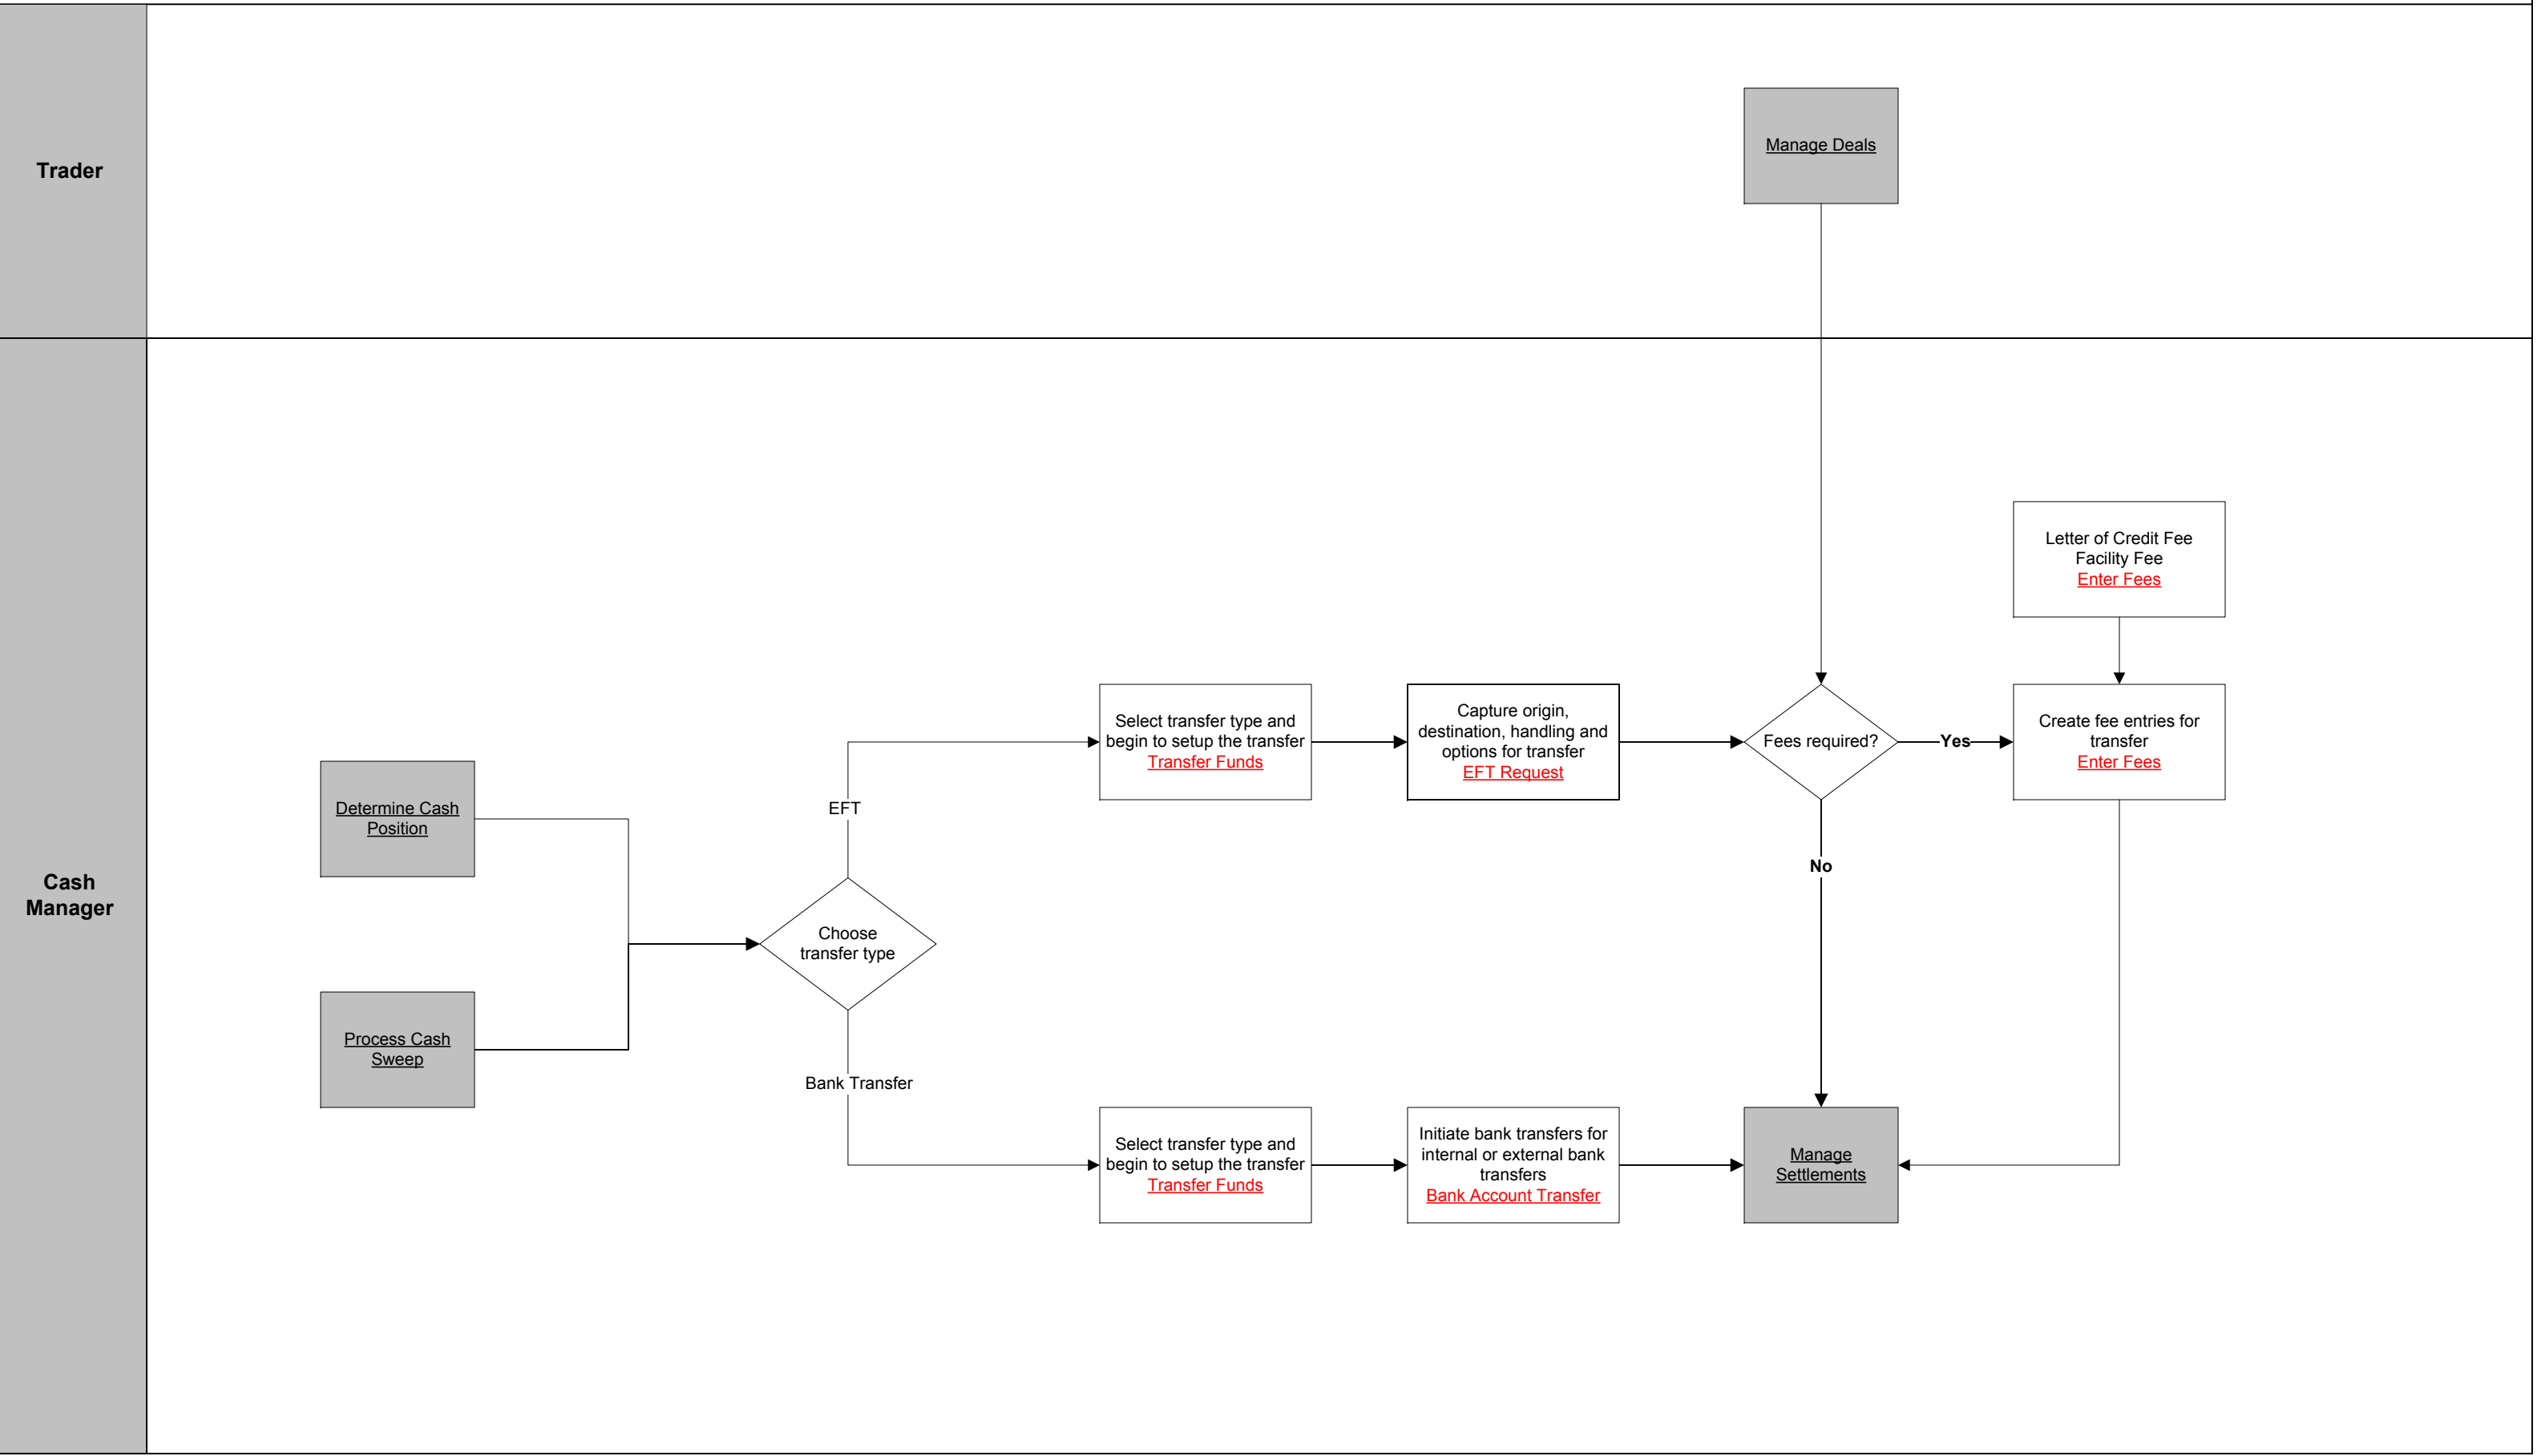 Trader
Manage Deals
Cash
Manager
Determine Cash
Position
Process Cash
Sweep
Choose
transfer type
EFT
Bank Transfer
Select transfer type and
begin to setup the transfer
Transfer Funds
Capture origin,
destination, handling and
options for transfer
EFT Request
Fees required?
Yes
No
Letter of Credit Fee
Facility Fee
Enter Fees
Create fee entries for
transfer
Enter Fees
Select transfer type and
begin to setup the transfer
Transfer Funds
Initiate bank transfers for
internal or external bank
transfers
Bank Account Transfer
Manage
Settlements